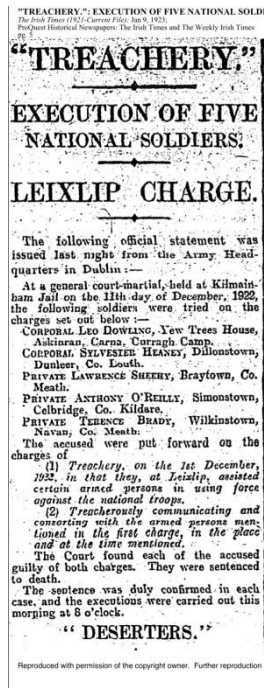 "TREACHERY.": EXECUTION OF FIVE NATIONAL SOLDI
The Irish Times (1921-Current File); Jan 9, 1923;
ProQuest Historical Newspapers: The Irish Times and The Weekly Irish Times
pg. 5
"TREACHERY."
EXECUTION OF FIVE
NATIONAL SOLDIERS.
LEIXLIP CHARGE.
The following official statement was
issued last night from the Army Head-
quarters in Dublin:—
At a general court-martial, held at Kilmain-
ham Jail on the 11th day of December, 1922,
the following soldiers were tried on the
charges set out below:—
CORPORAL LEO DOWLING, Yew Trees House,
Askinran, Carna, Curragh Camp.
CORPORAL SYLVESTER HEANEY, Dillonstown,
Dunleer, Co. Louth.
PRIVATE LAWRENCE SHEEHY, Braytown, Co.
Meath.
PRIVATE ANTHONY O'REILLY, Simonstown,
Celbridge, Co. Kildare.
PRIVATE TERENCE BRADY, Wilkinstown,
Navan, Co. Meath.
The accused were put forward on the
charges of
(1) Treachery, on the 1st December,
1922, in that they, at Leixlip, assisted
certain armed persons in using force
against the national troops.
(2) Treacherously communicating and
consorting with the armed persons men-
tioned in the first charge, in the place
and at the time mentioned.
The Court found each of the accused
guilty of both charges. They were sentenced
to death.
The sentence was duly confirmed in each
case, and the executions were carried out this
morning at 8 o'clock.
"DESERTERS."
Reproduced with permission of the copyright owner. Further reproduction